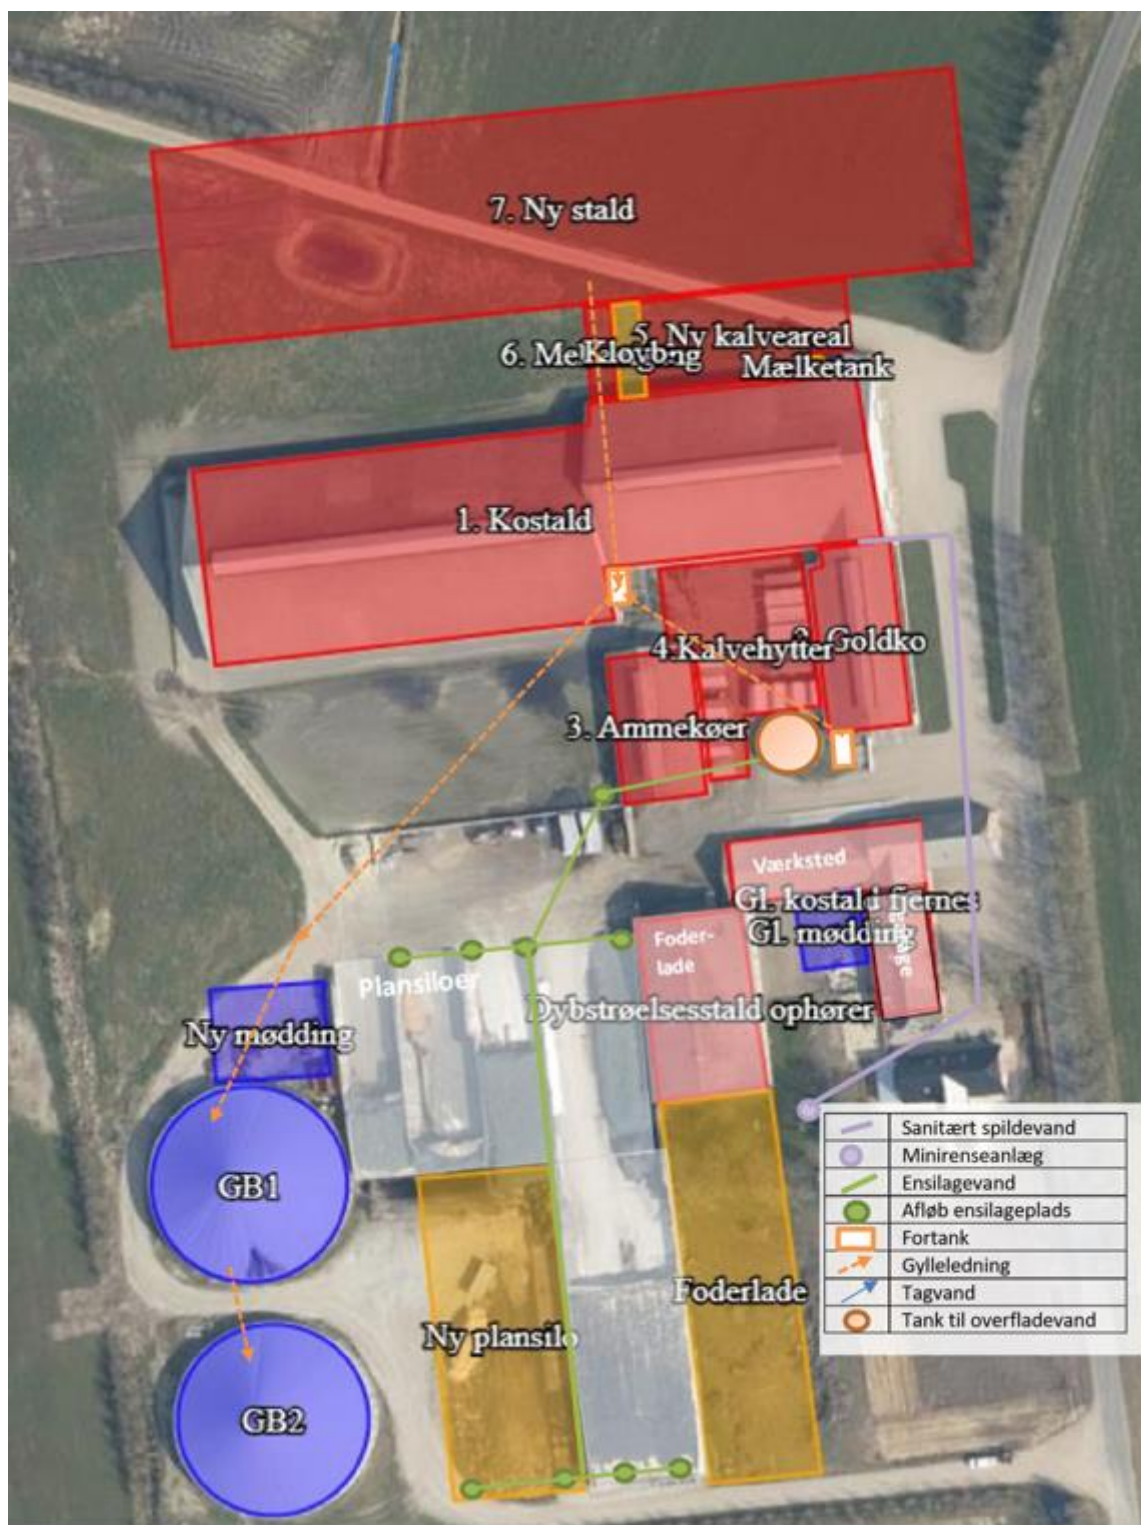 7. Ny stald
5. Ny kalveareal
Mælketank
1. Kostald
Goldko
4.Kalvehytter
3. Ammekøer
Værksted
Gl. kostald fjernes
Gl. mødding
Foder-
lade
Plansiloer
Dybstrøelsesstald ophører
Ny mødding
GB1
Foderlade
Ny plansilo
GB2
Sanitært spildevand
Minirenseanlæg
Ensilagevand
Afløb ensilageplads
Fortank
Gylleledning
Tagvand
Tank til overfladevand